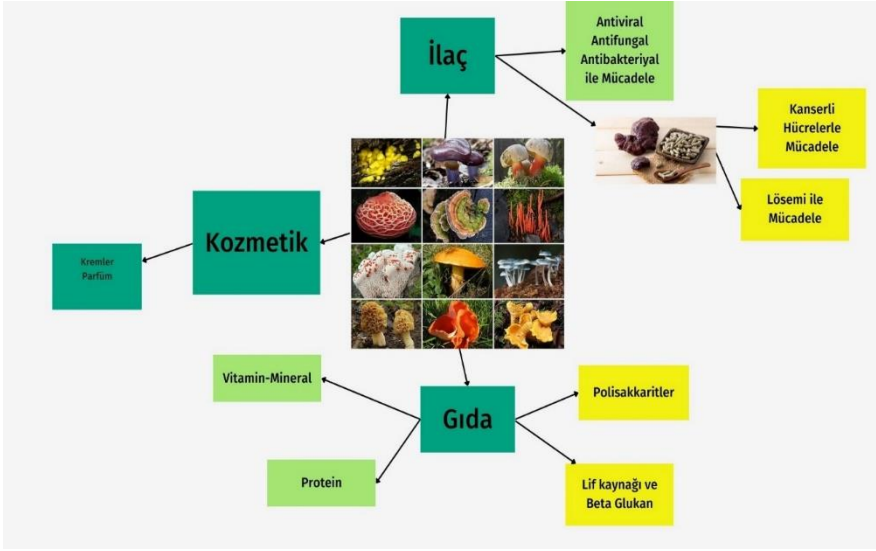 İlaç
Antiviral
Antifungal
Antibakteriyal
ile Mücadele
Kanserli
Hücrelerle
Mücadele
Lösemi ile
Mücadele
Kozmetik
Kremler
Parfüm
Vitamin-Mineral
Gıda
Polisakkaritler
Protein
Lif kaynağı ve
Beta Glukan